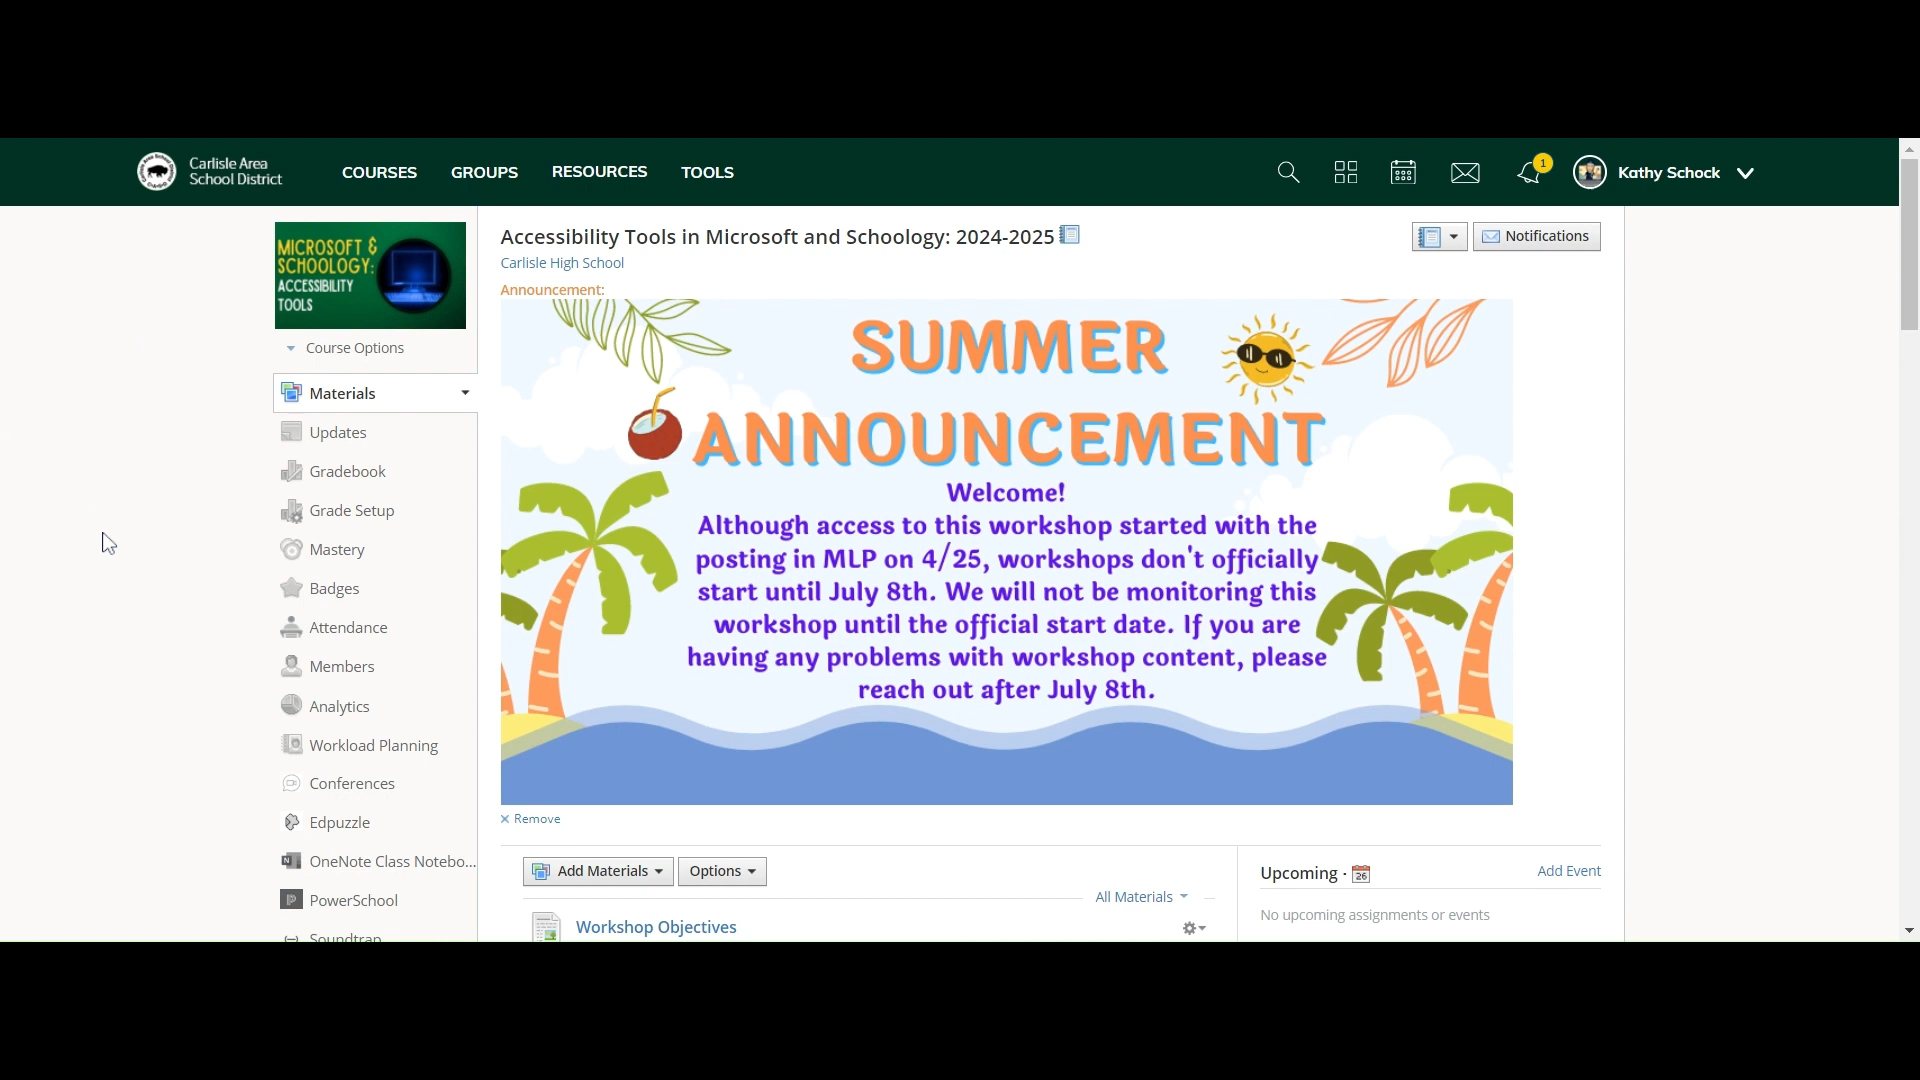 Carlisle Area
School District
COURSES
GROUPS
RESOURCES
TOOLS
1
Kathy Schock
MICROSOFT &
SCHOOLOGY:
ACCESSIBILITY
TOOLS
Course Options
Materials
Updates
Gradebook
Grade Setup
Mastery
Badges
Attendance
Members
Analytics
Workload Planning
Conferences
Edpuzzle
OneNote Class Notebo...
PowerSchool
Soundtrap
Accessibility Tools in Microsoft and Schoology: 2024-2025
Notifications
Carlisle High School
Announcement:
SUMMER
ANNOUNCEMENT
Welcome!
Although access to this workshop started with the
posting in MLP on 4/25, workshops don't officially
start until July 8th. We will not be monitoring this
workshop until the official start date. If you are
having any problems with workshop content, please
reach out after July 8th.
Remove
Add Materials
Options
All Materials
Workshop Objectives
Upcoming ·
26
Add Event
No upcoming assignments or events